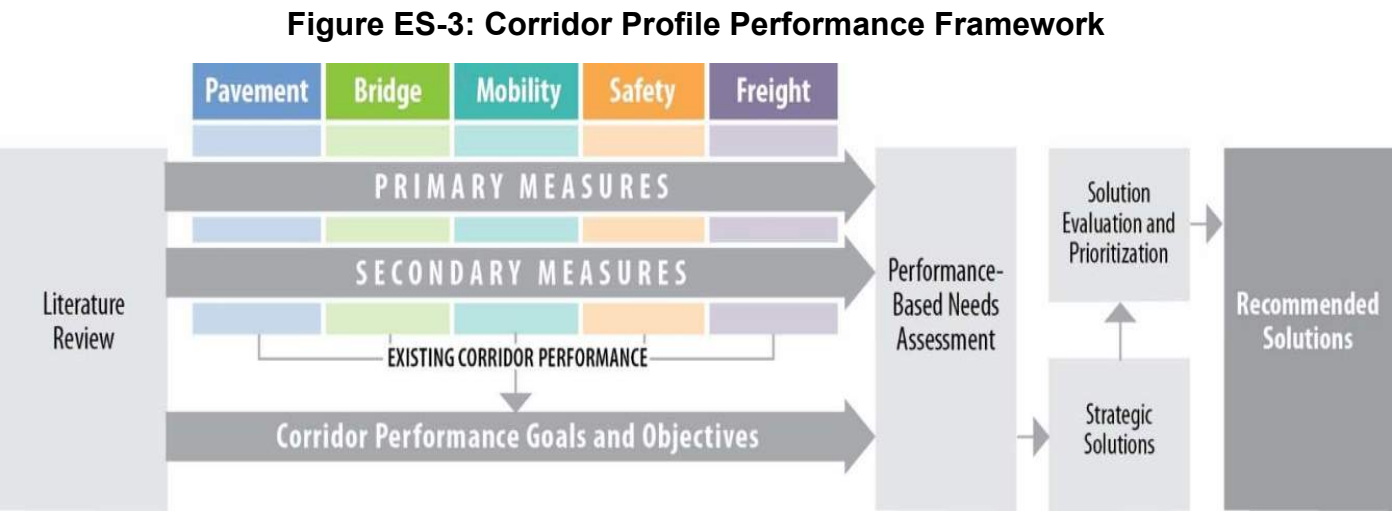 Figure ES-3: Corridor Profile Performance Framework
Pavement
Bridge
Mobility
Safety
Freight
PRIMARY MEASURES
SECONDARY MEASURES
Literature
Review
EXISTING CORRIDOR PERFORMANCE
Corridor Performance Goals and Objectives
Performance-
Based Needs
Assessment
Strategic
Solutions
Solution
Evaluation and
Prioritization
Recommended
Solutions